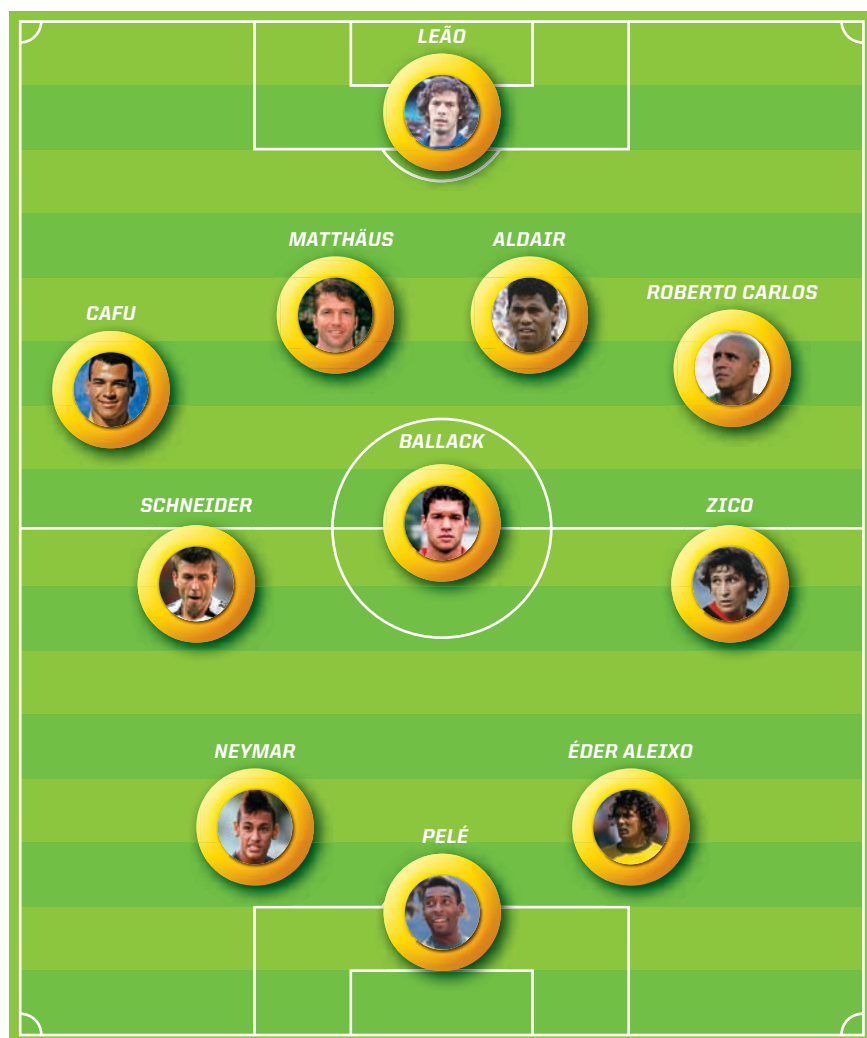 LEÃO
MATTHÄUS
ALDAIR
ROBERTO CARLOS
CAFU
BALLACK
SCHNEIDER
ZICO
NEYMAR
ÉDER ALEIXO
PELÉ